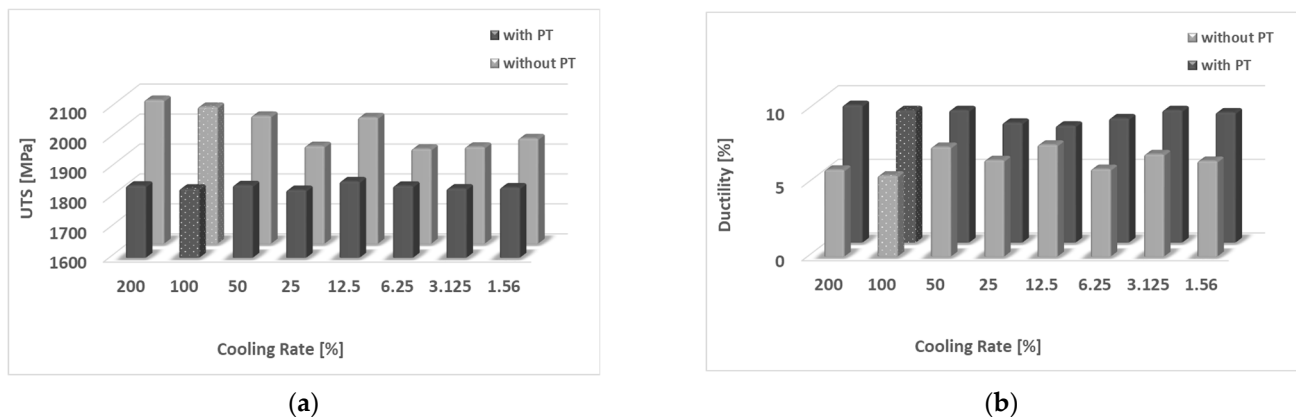 with PT
without PT
2100
2000
1900
1800
1700
1600
UTS [MPa]
200 100 50 25 12.5 6.25 3.125 1.56
Cooling Rate [%]
(a)
without PT
with PT
10
5
0
Ductility [%]
200 100 50 25 12.5 6.25 3.125 1.56
Cooling Rate [%]
(b)